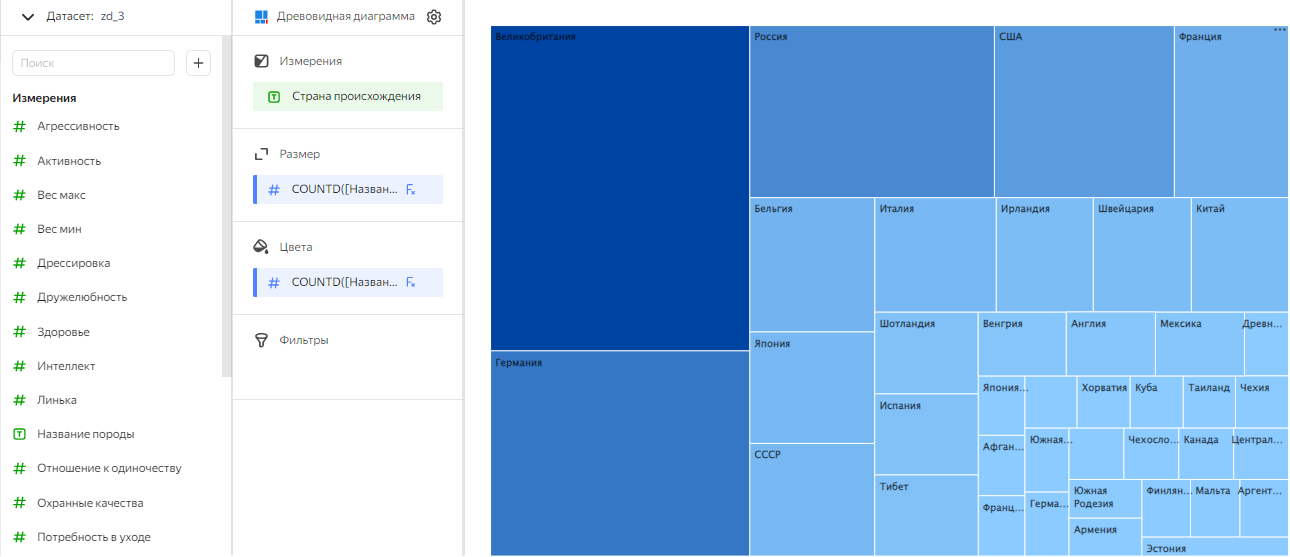 Датасет: zd_3
Поиск
Измерения
Агрессивность
Активность
Вес макс
Вес мин
Дрессировка
Дружелюбность
Здоровье
Интеллект
Линька
Название породы
Отношение к одиночеству
Охранные качества
Потребность в уходе
Древовидная диаграмма
Измерения
Страна происхождения
Размер
COUNTD([Назван...
Цвета
COUNTD([Назван...
Фильтры
Великобритания
Россия
США
Франция
Бельгия
Италия
Ирландия
Швейцария
Китай
Шотландия
Венгрия
Англия
Мексика
Древн...
Япония
Германия
Япония...
Хорватия
Куба
Таиланд
Чехия
Испания
Афган...
Южная...
Чехосло...
Канада
Централ...
СССР
Тибет
Франц...
Герма...
Южная
Родезия
Финлян...
Мальта
Аргент...
Армения
Эстония